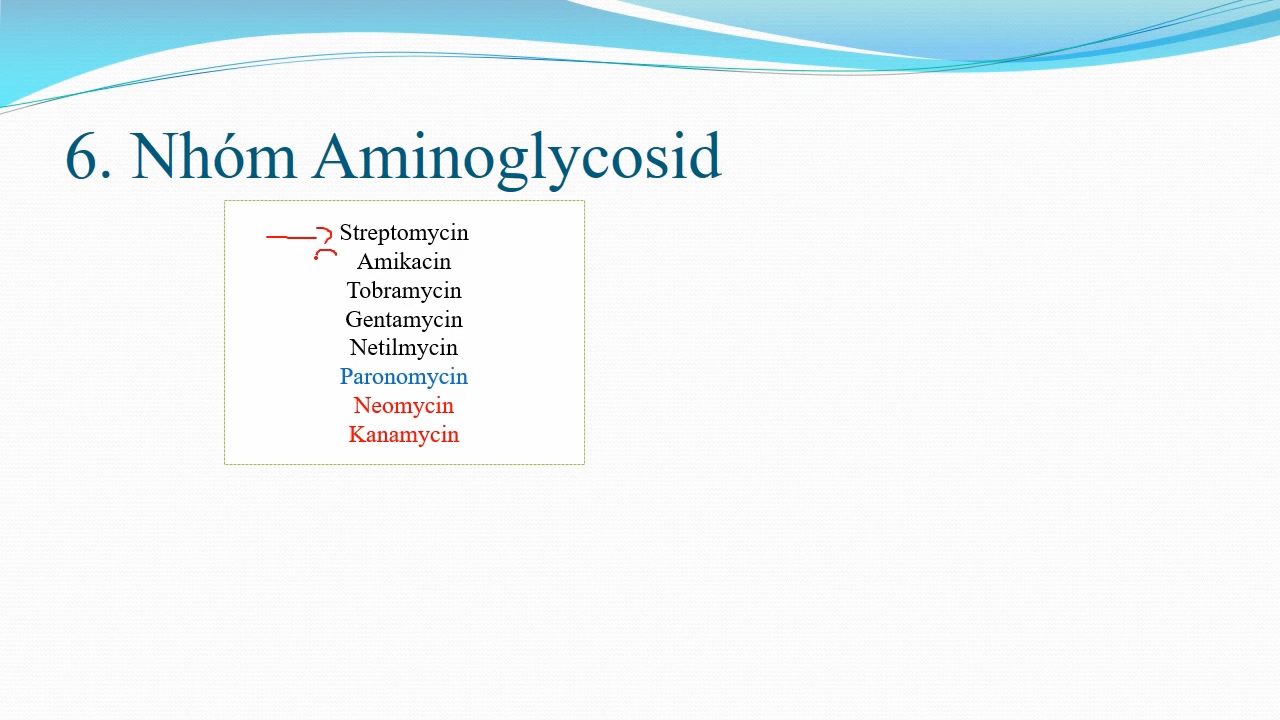 6. Nhóm Aminoglycosid
Streptomycin
Amikacin
Tobramycin
Gentamycin
Netilmycin
Paronomycin
Neomycin
Kanamycin